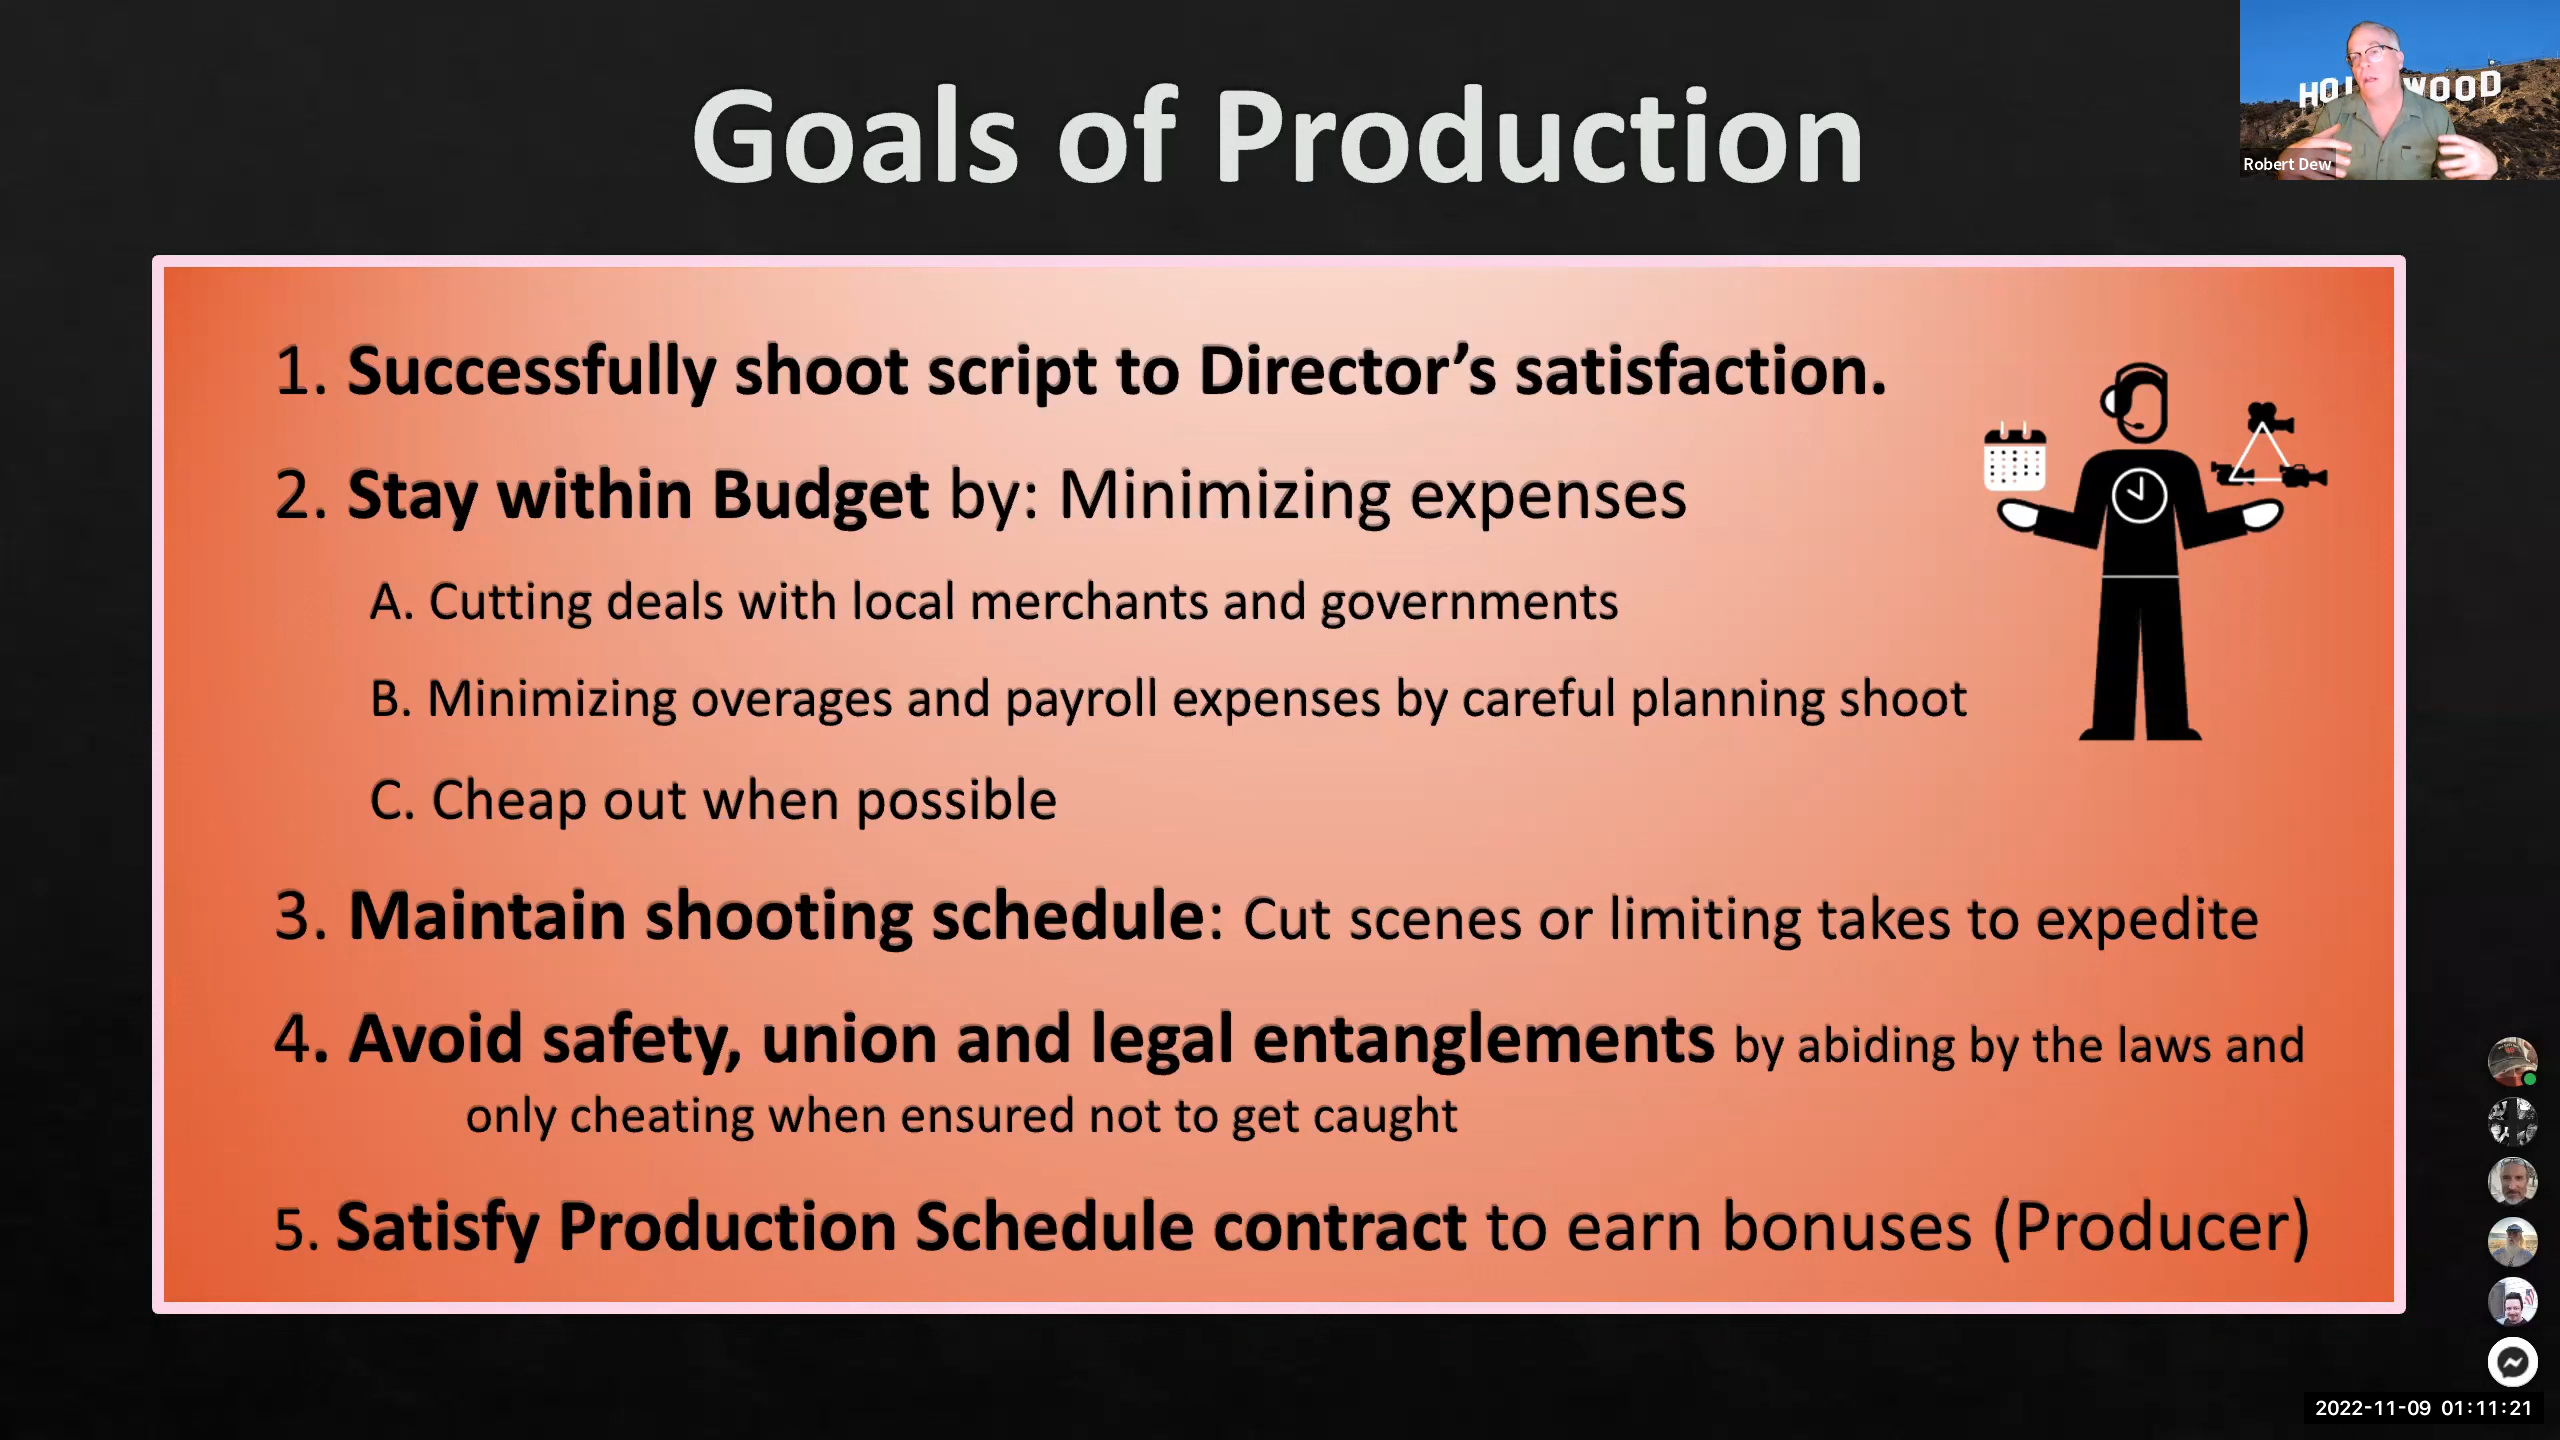 Goals of Production
HOL WOOD
Robert Dew
1. Successfully shoot script to Director’s satisfaction.
2. Stay within Budget by: Minimizing expenses
A. Cutting deals with local merchants and governments
B. Minimizing overages and payroll expenses by careful planning shoot
C. Cheap out when possible
3. Maintain shooting schedule: Cut scenes or limiting takes to expedite
4. Avoid safety, union and legal entanglements by abiding by the laws and
only cheating when ensured not to get caught
5. Satisfy Production Schedule contract to earn bonuses (Producer)
2022-11-09 01:11:21